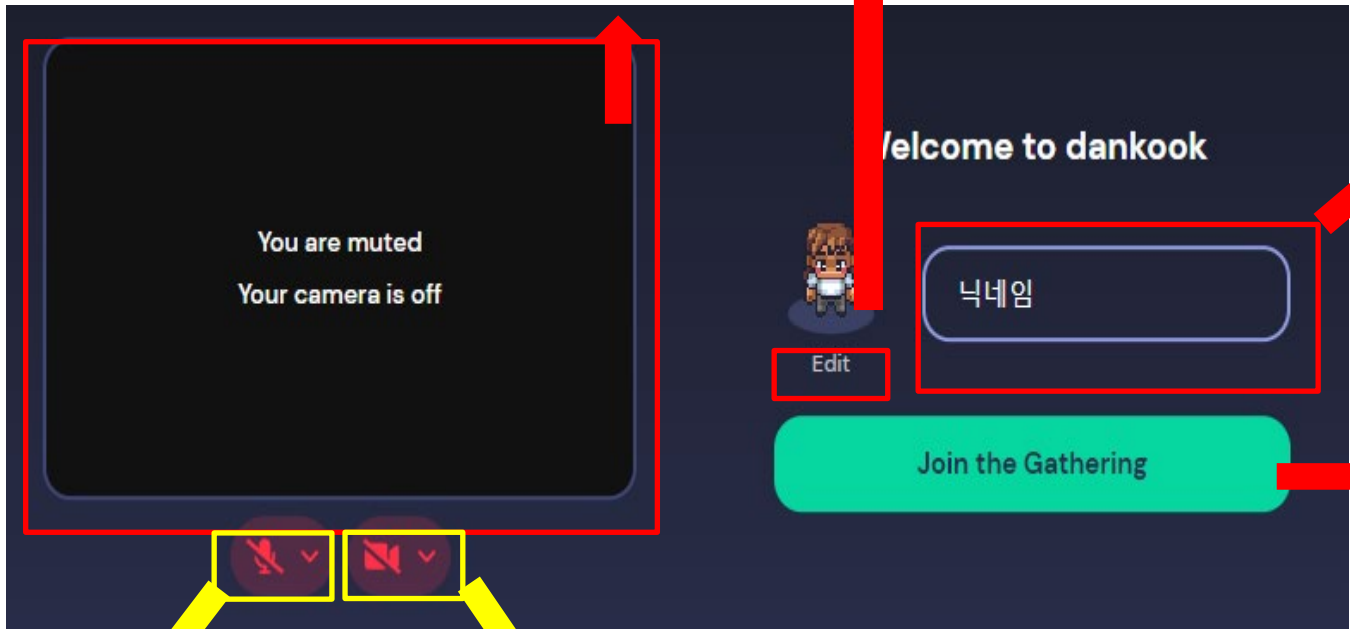 You are muted
Your camera is off
Welcome to dankook
닉네임
Edit
Join the Gathering